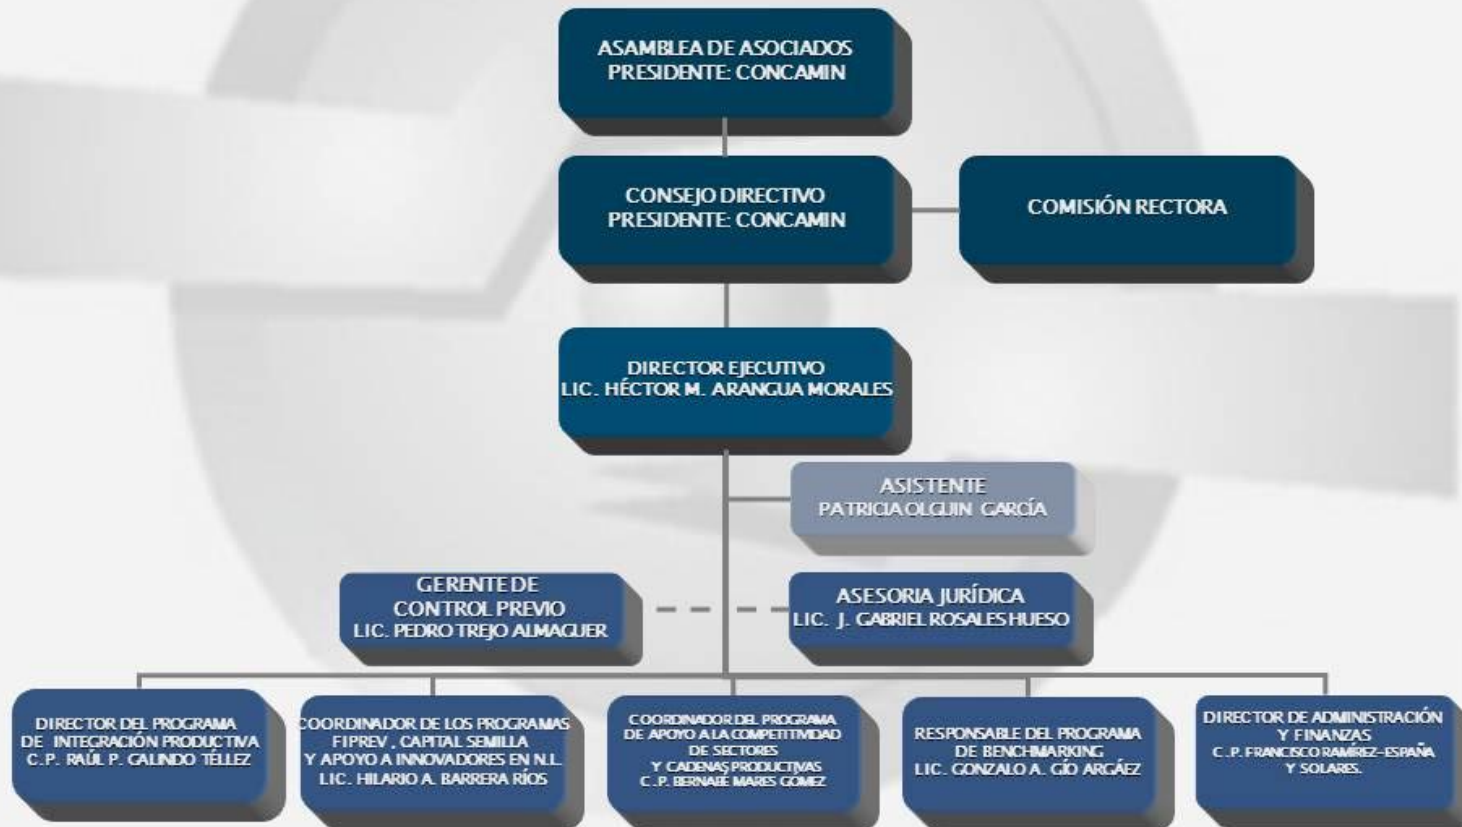 ASAMBLEA DE ASOCIADOS
PRESIDENTE: CONCAMIN
CONSEJO DIRECTIVO
PRESIDENTE: CONCAMIN
COMISIÓN RECTORA
DIRECTOR EJECUTIVO
LIC. HÉCTOR M. ARANGUA MORALES
ASISTENTE
PATRICIA OLGUIN GARCÍA
GERENTE DE
CONTROL PREVIO
LIC. PEDRO TREJO ALMAGUER
ASESORIA JURÍDICA
LIC. J. GABRIEL ROSALES HUESO
DIRECTOR DEL PROGRAMA
DE INTEGRACIÓN PRODUCTIVA
C.P. RAÚL P. GALINDO TÉLLEZ
COORDINADOR DE LOS PROGRAMAS
FIPREV , CAPITAL SEMILLA
Y APOYO A INNOVADORES EN N.L.
LIC. HILARIO A. BARRERA RÍOS
COORDINADOR DEL PROGRAMA
DE APOYO A LA COMPETITIVIDAD
DE SECTORES
Y CADENAS PRODUCTIVAS
C.P. BERNABÉ MARES GÓMEZ
RESPONSABLE DEL PROGRAMA
DE BENCHMARKING
LIC. GONZALO A. GÍO ARGÁEZ
DIRECTOR DE ADMINISTRACIÓN
Y FINANZAS
C.P. FRANCISCO RAMÍREZ-ESPAÑA
Y SOLARES.